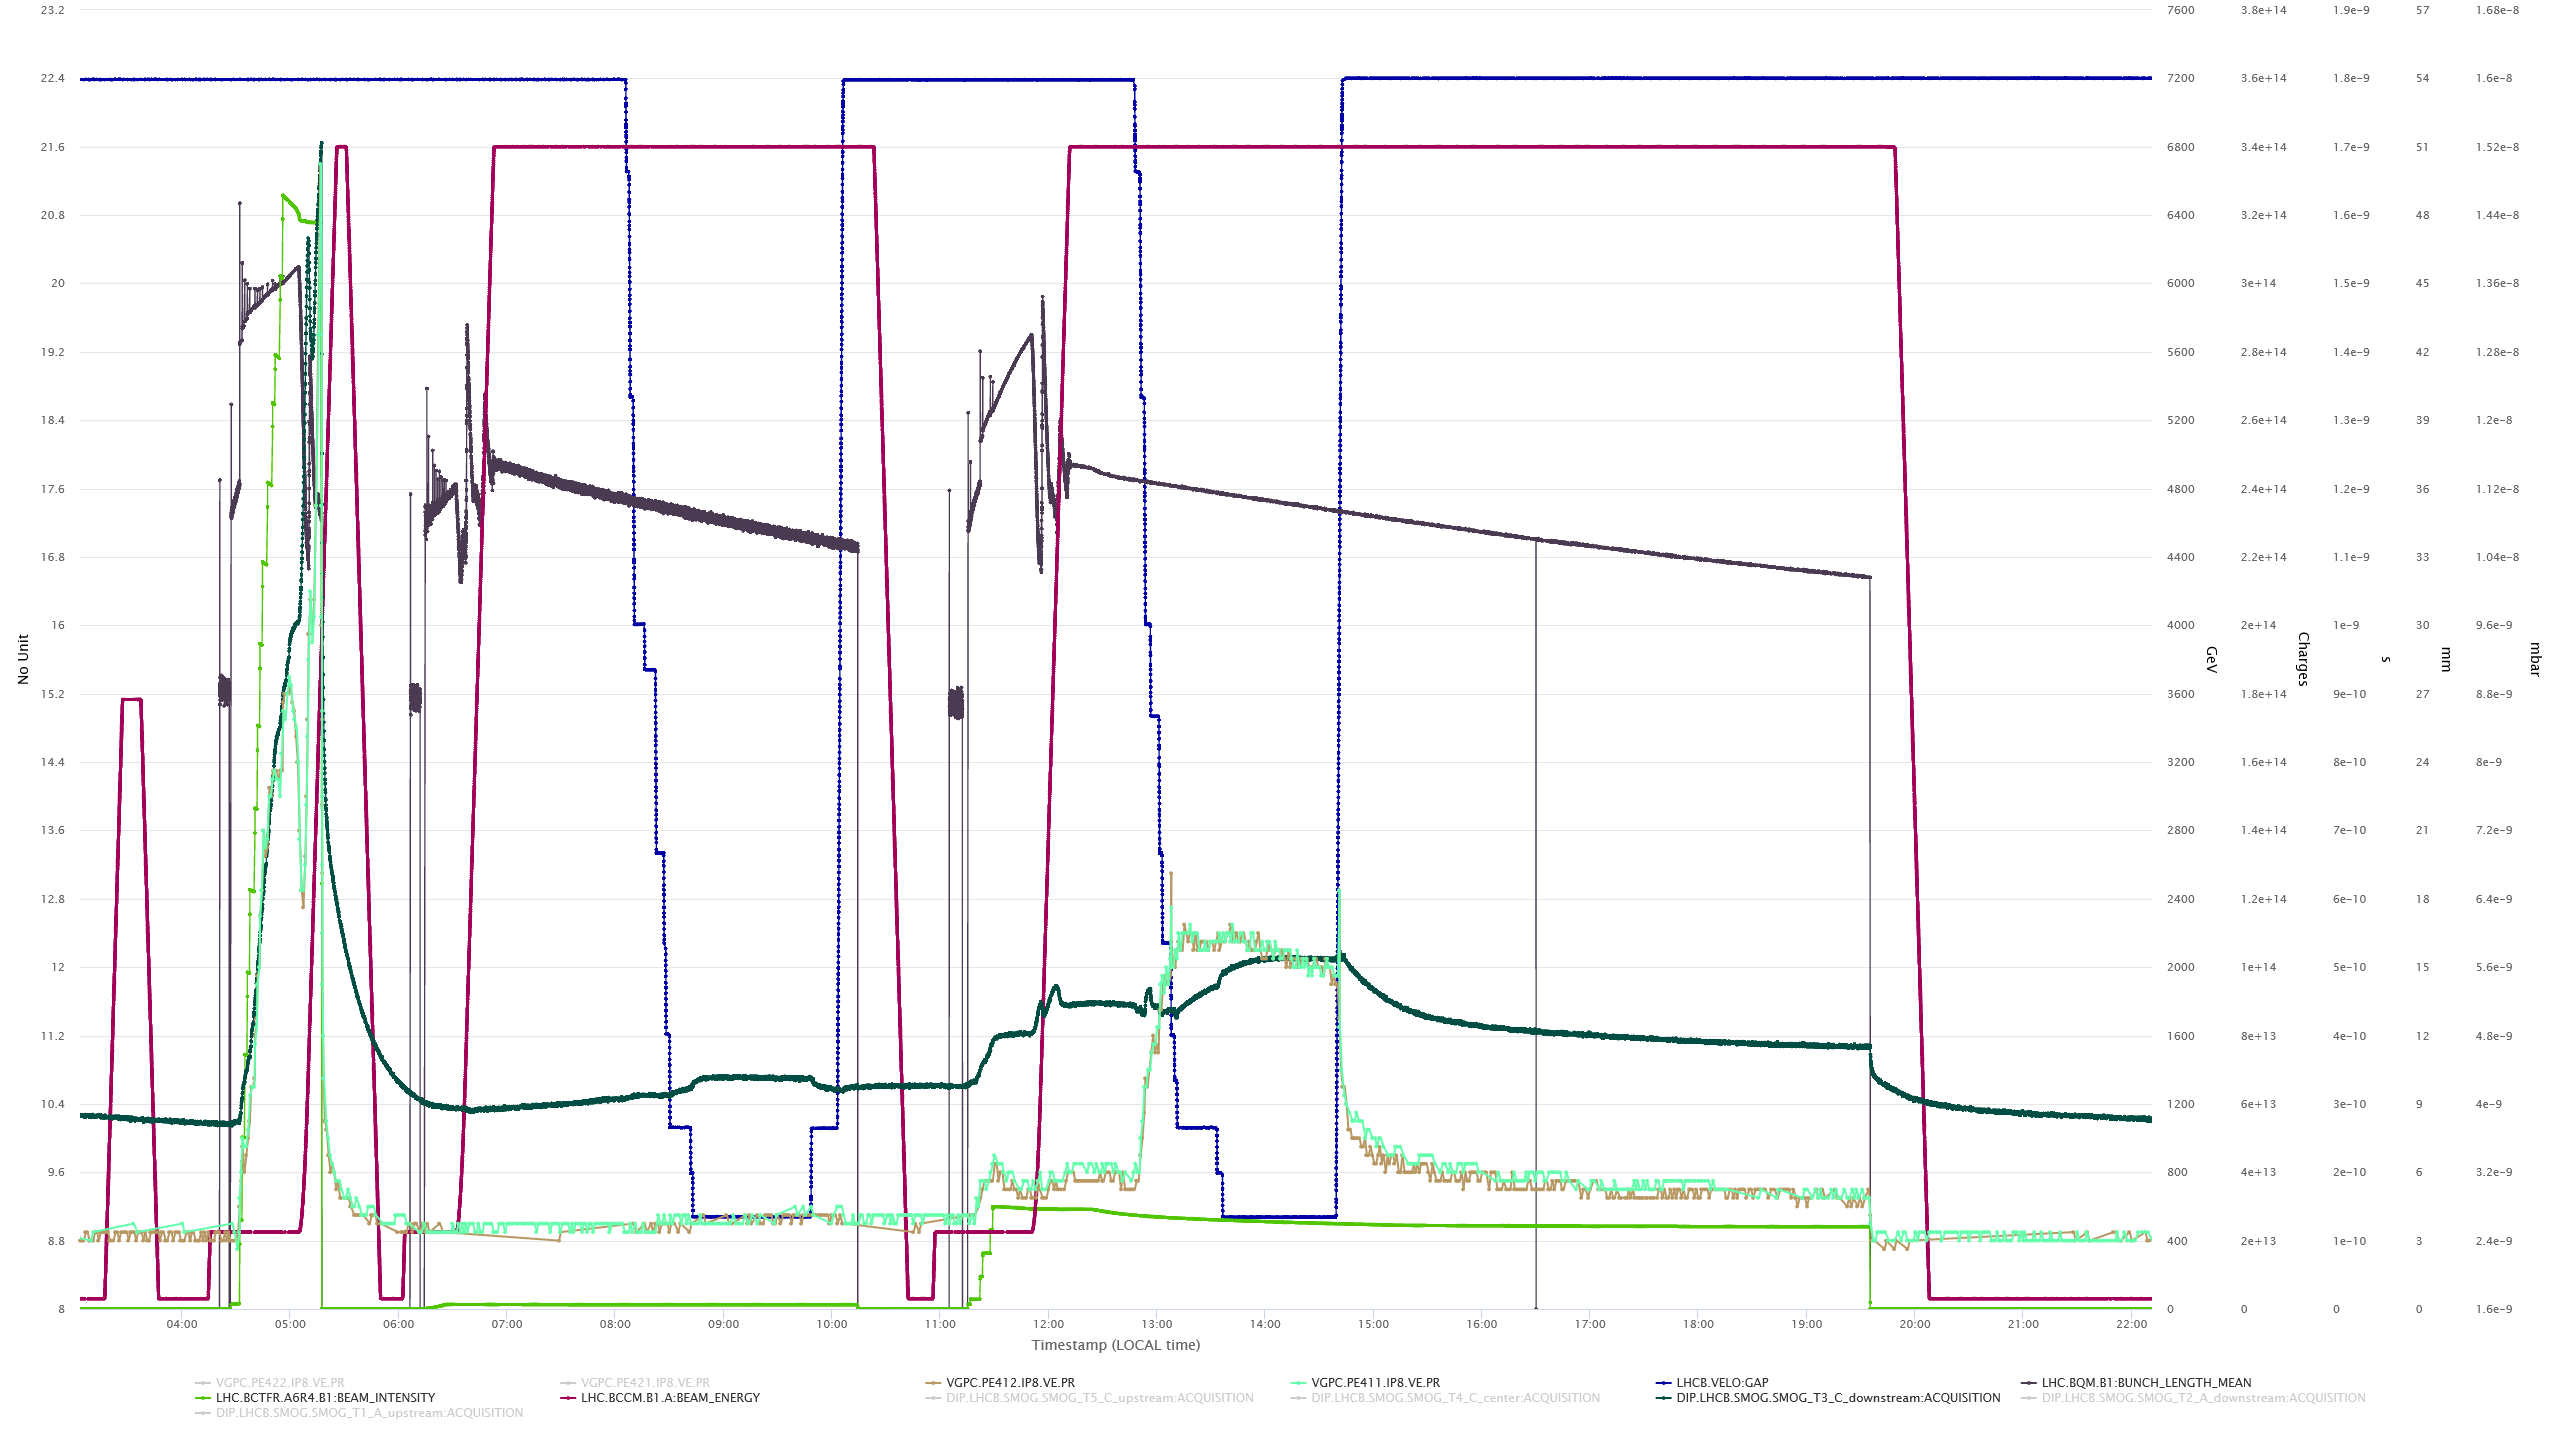 23.2 7600 3.8e+14 1.9e-9 57 1.68e-8
22.4 7200 3.6e+14 1.8e-9 54 1.6e-8
21.6 6800 3.4e+14 1.7e-9 51 1.52e-8
20.8 6400 3.2e+14 1.6e-9 48 1.44e-8
20 6000 3e+14 1.5e-9 45 1.36e-8
19.2 5600 2.8e+14 1.4e-9 42 1.28e-8
18.4 5200 2.6e+14 1.3e-9 39 1.2e-8
17.6 4800 2.4e+14 1.2e-9 36 1.12e-8
16.8 4400 2.2e+14 1.1e-9 33 1.04e-8
16 4000 2e+14 1e-9 30 9.6e-9
No Unit GeV Charges s mm mbar
15.2 3600 1.8e+14 9e-10 27 8.8e-9
14.4 3200 1.6e+14 8e-10 24 8e-9
13.6 2800 1.4e+14 7e-10 21 7.2e-9
12.8 2400 1.2e+14 6e-10 18 6.4e-9
12 2000 1e+14 5e-10 15 5.6e-9
11.2 1600 8e+13 4e-10 12 4.8e-9
10.4 1200 6e+13 3e-10 9 4e-9
9.6 800 4e+13 2e-10 6 3.2e-9
8.8 400 2e+13 1e-10 3 2.4e-9
8 0 0 0 0 1.6e-9
04:00 05:00 06:00 07:00 08:00 09:00 10:00 11:00 12:00 13:00 14:00 15:00 16:00 17:00 18:00 19:00 20:00 21:00 22:00
Timestamp (LOCAL time)
VGPC.PE422.IP8.VE.PR VGPC.PE421.IP8.VE.PR VGPC.PE412.IP8.VE.PR VGPC.PE411.IP8.VE.PR LHCB.VELO:GAP LHC.BQM.B1:BUNCH_LENGTH_MEAN
LHC.BCTFR.A6R4.B1:BEAM_INTENSITY LHC.BCCM.B1.A:BEAM_ENERGY DIP.LHCB.SMOG.SMOG_T5_C_upstream:ACQUISITION DIP.LHCB.SMOG.SMOG_T4_C_center:ACQUISITION DIP.LHCB.SMOG.SMOG_T3_C_downstream:ACQUISITION DIP.LHCB.SMOG.SMOG_T2_A_downstream:ACQUISITION
DIP.LHCB.SMOG.SMOG_T1_A_upstream:ACQUISITION